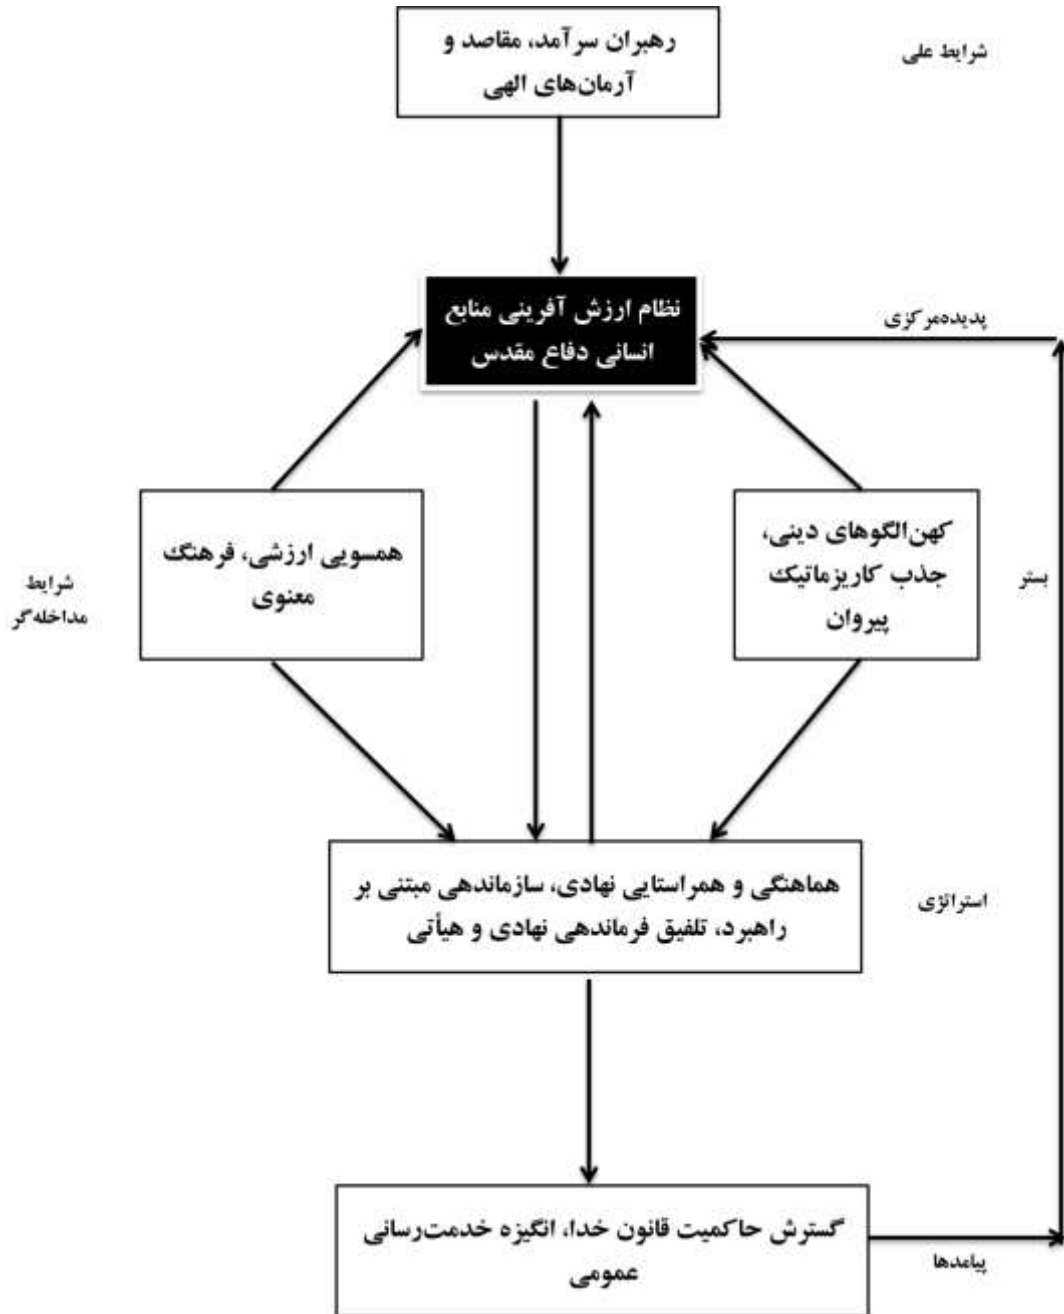 رهبران سرآمد، مقاصد و
آرمان‌های الهی
شرایط علی
نظام ارزش آفرینی منابع
انسانی دفاع مقدس
پدیده‌مرکزی
کهن‌الگوهای دینی،
جذب کاریزماتیک
پیروان
بستر
همسویی ارزشی، فرهنگ
معنوی
شرایط
مداخله‌گر
هماهنگی و همراستایی نهادی، سازماندهی مبتنی بر
راهبرد، تلفیق فرماندهی نهادی و هیأتی
استراتژی
گسترش حاکمیت قانون خدا، انگیزه خدمت‌رسانی
عمومی
پیامدها